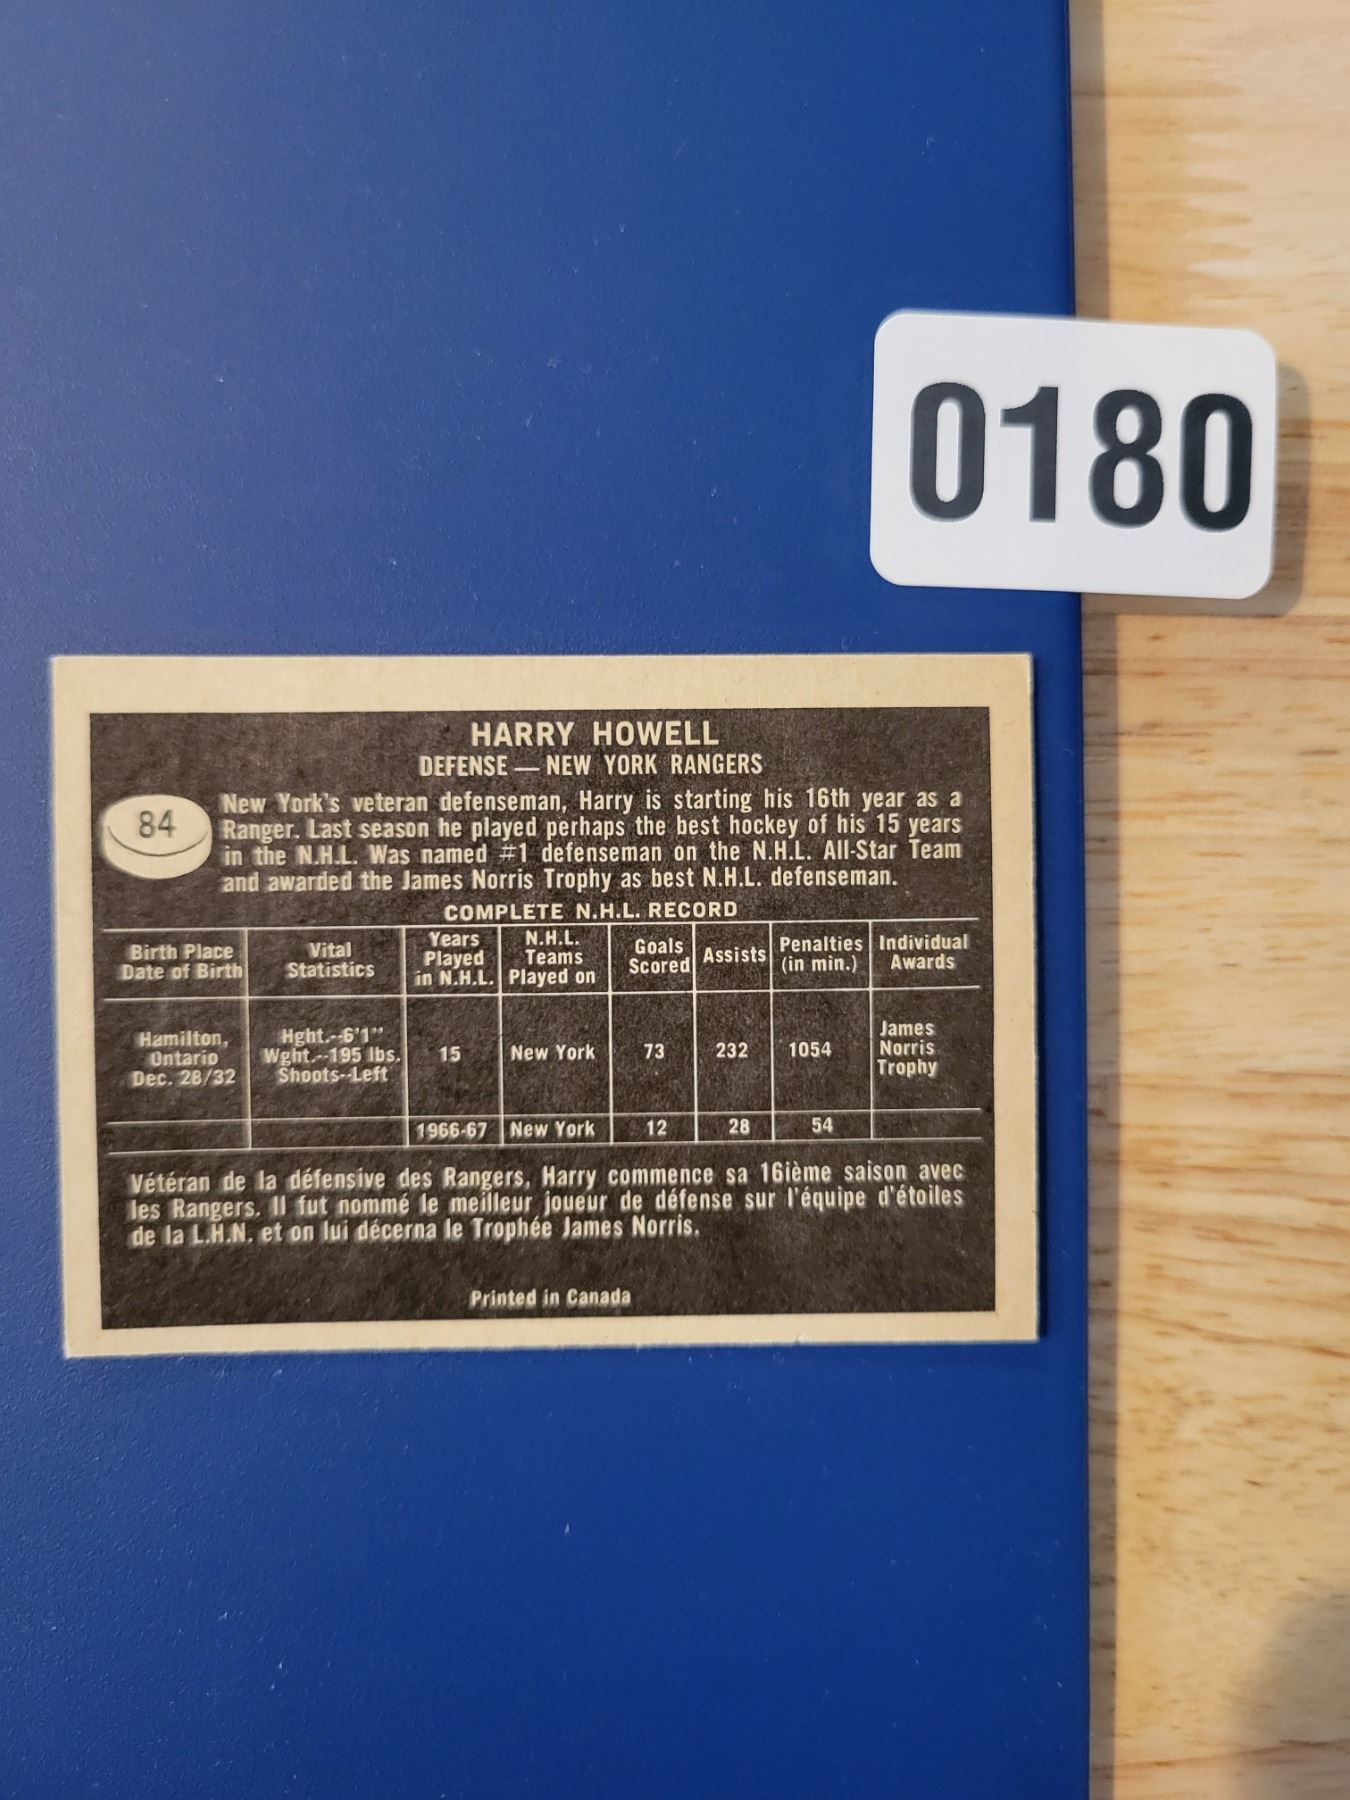 0180
HARRY HOWELL
DEFENSE — NEW YORK RANGERS
84
New York's veteran defenseman, Harry is starting his 16th year as a
Ranger. Last season he played perhaps the best hockey of his 15 years
in the N.H.L. Was named #1 defenseman on the N.H.L. All-Star Team
and awarded the James Norris Trophy as best N.H.L. defenseman.
COMPLETE N.H.L. RECORD
Birth Place
Date of Birth
Vital
Statistics
Years
Played
in N.H.L.
N.H.L.
Teams
Played on
Goals
Scored
Assists
Penalties
(in min.)
Individual
Awards
Hamilton,
Ontario
Dec. 28/32
Hght.--6'1"
Wght.--195 lbs.
Shoots--Left
15
New York
73
232
1054
James
Norris
Trophy
1966-67
New York
12
28
54
Vétéran de la défensive des Rangers, Harry commence sa 16ième saison avec
les Rangers. Il fut nommé le meilleur joueur de défense sur l'équipe d'étoiles
de la L.H.N. et on lui décerna le Trophée James Norris.
Printed in Canada